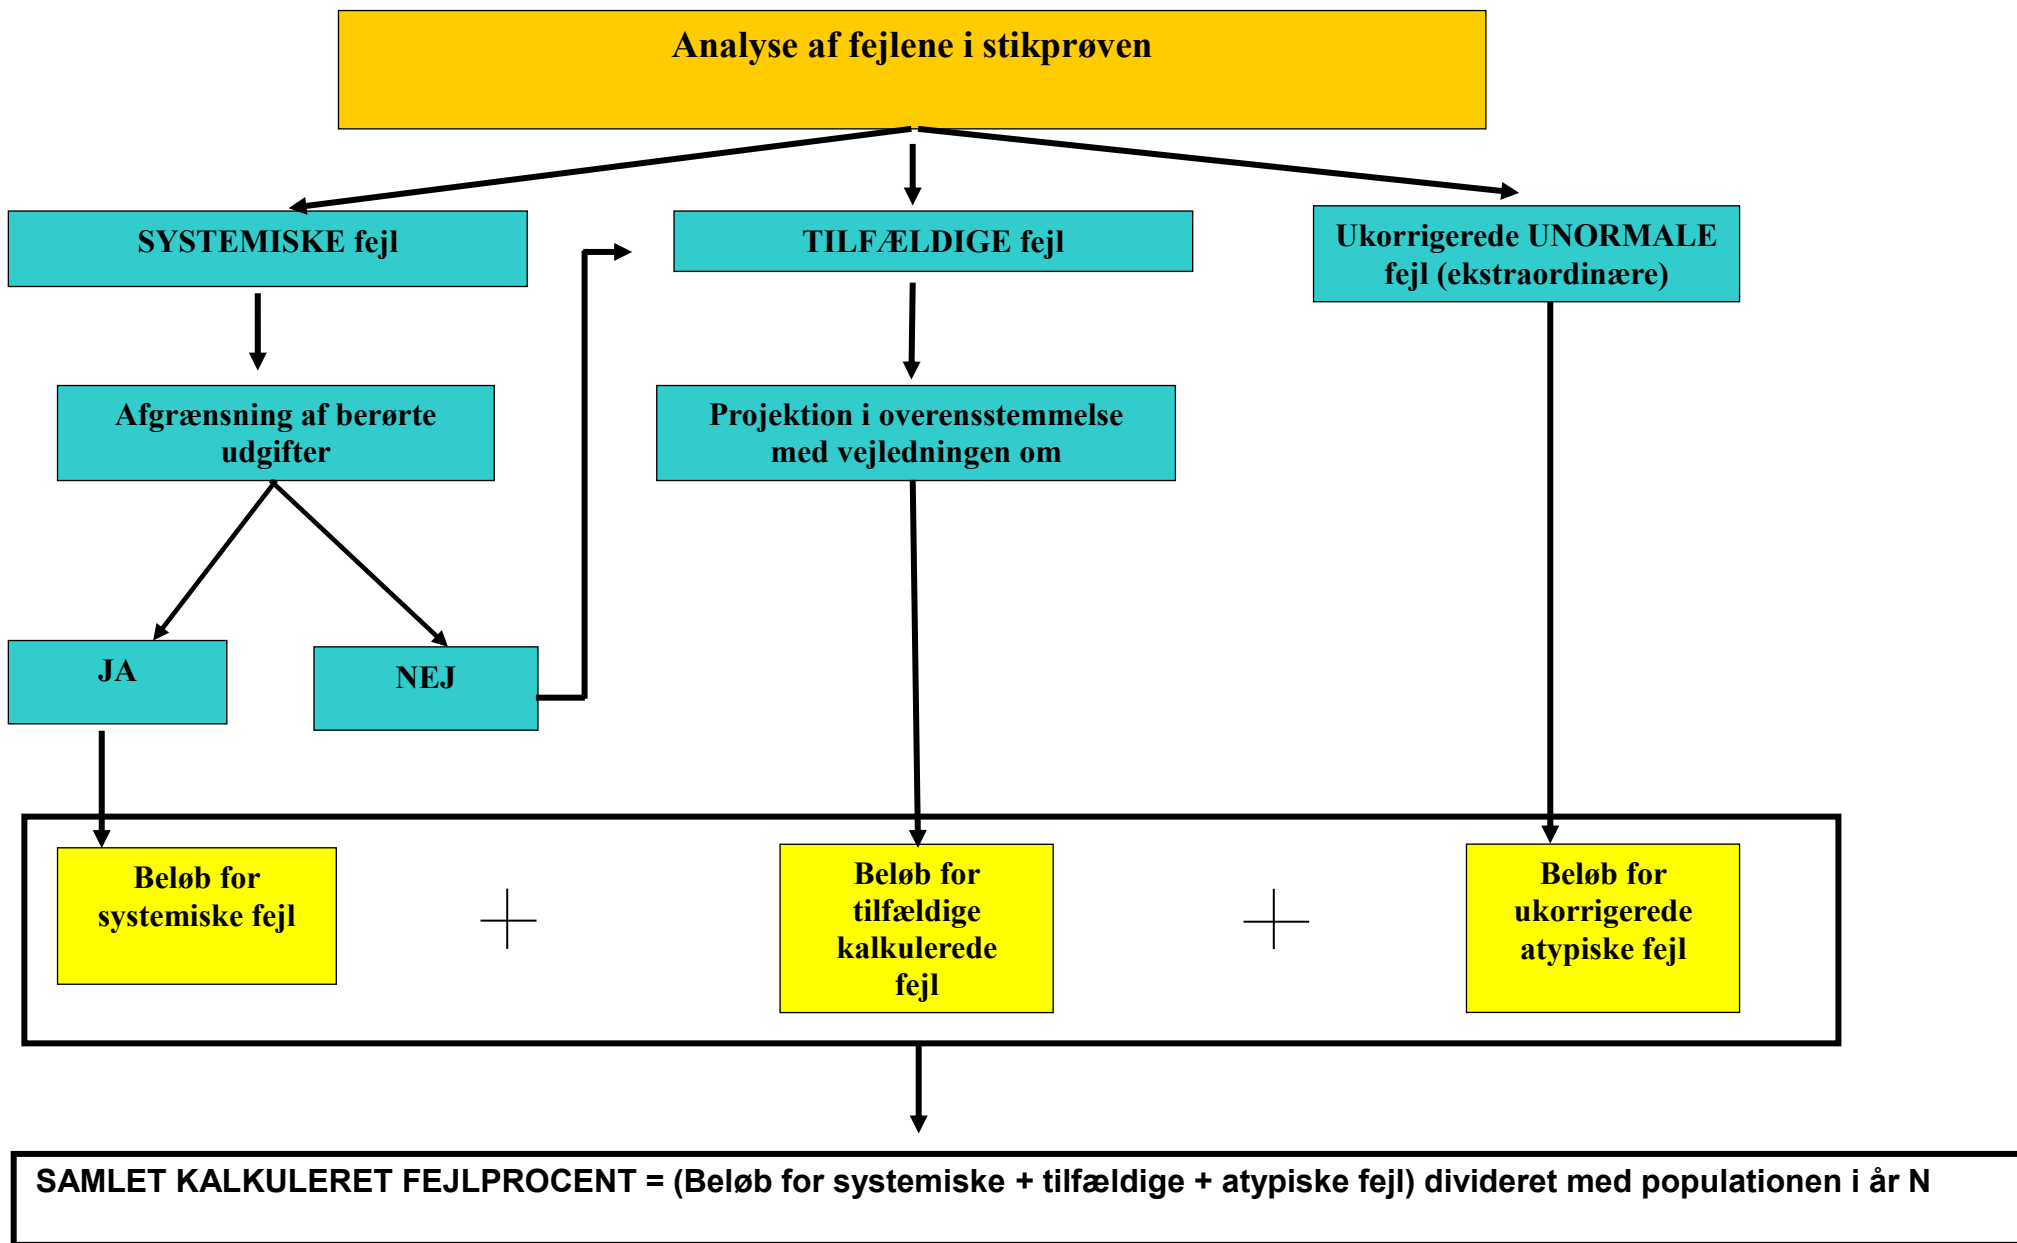 Analyse af fejlene i stikprøven
SYSTEMISKE fejl
TILFÆLDIGE fejl
Ukorrigerede UNORMALE
fejl (ekstraordinære)
Afgrænsning af berørte
udgifter
Projektion i overensstemmelse
med vejledningen om
JA
NEJ
Beløb for
systemiske fejl
+
Beløb for
tilfældige
kalkulerede
fejl
+
Beløb for
ukorrigerede
atypiske fejl
SAMLET KALKULERET FEJLPROCENT = (Beløb for systemiske + tilfældige + atypiske fejl) divideret med populationen i år N